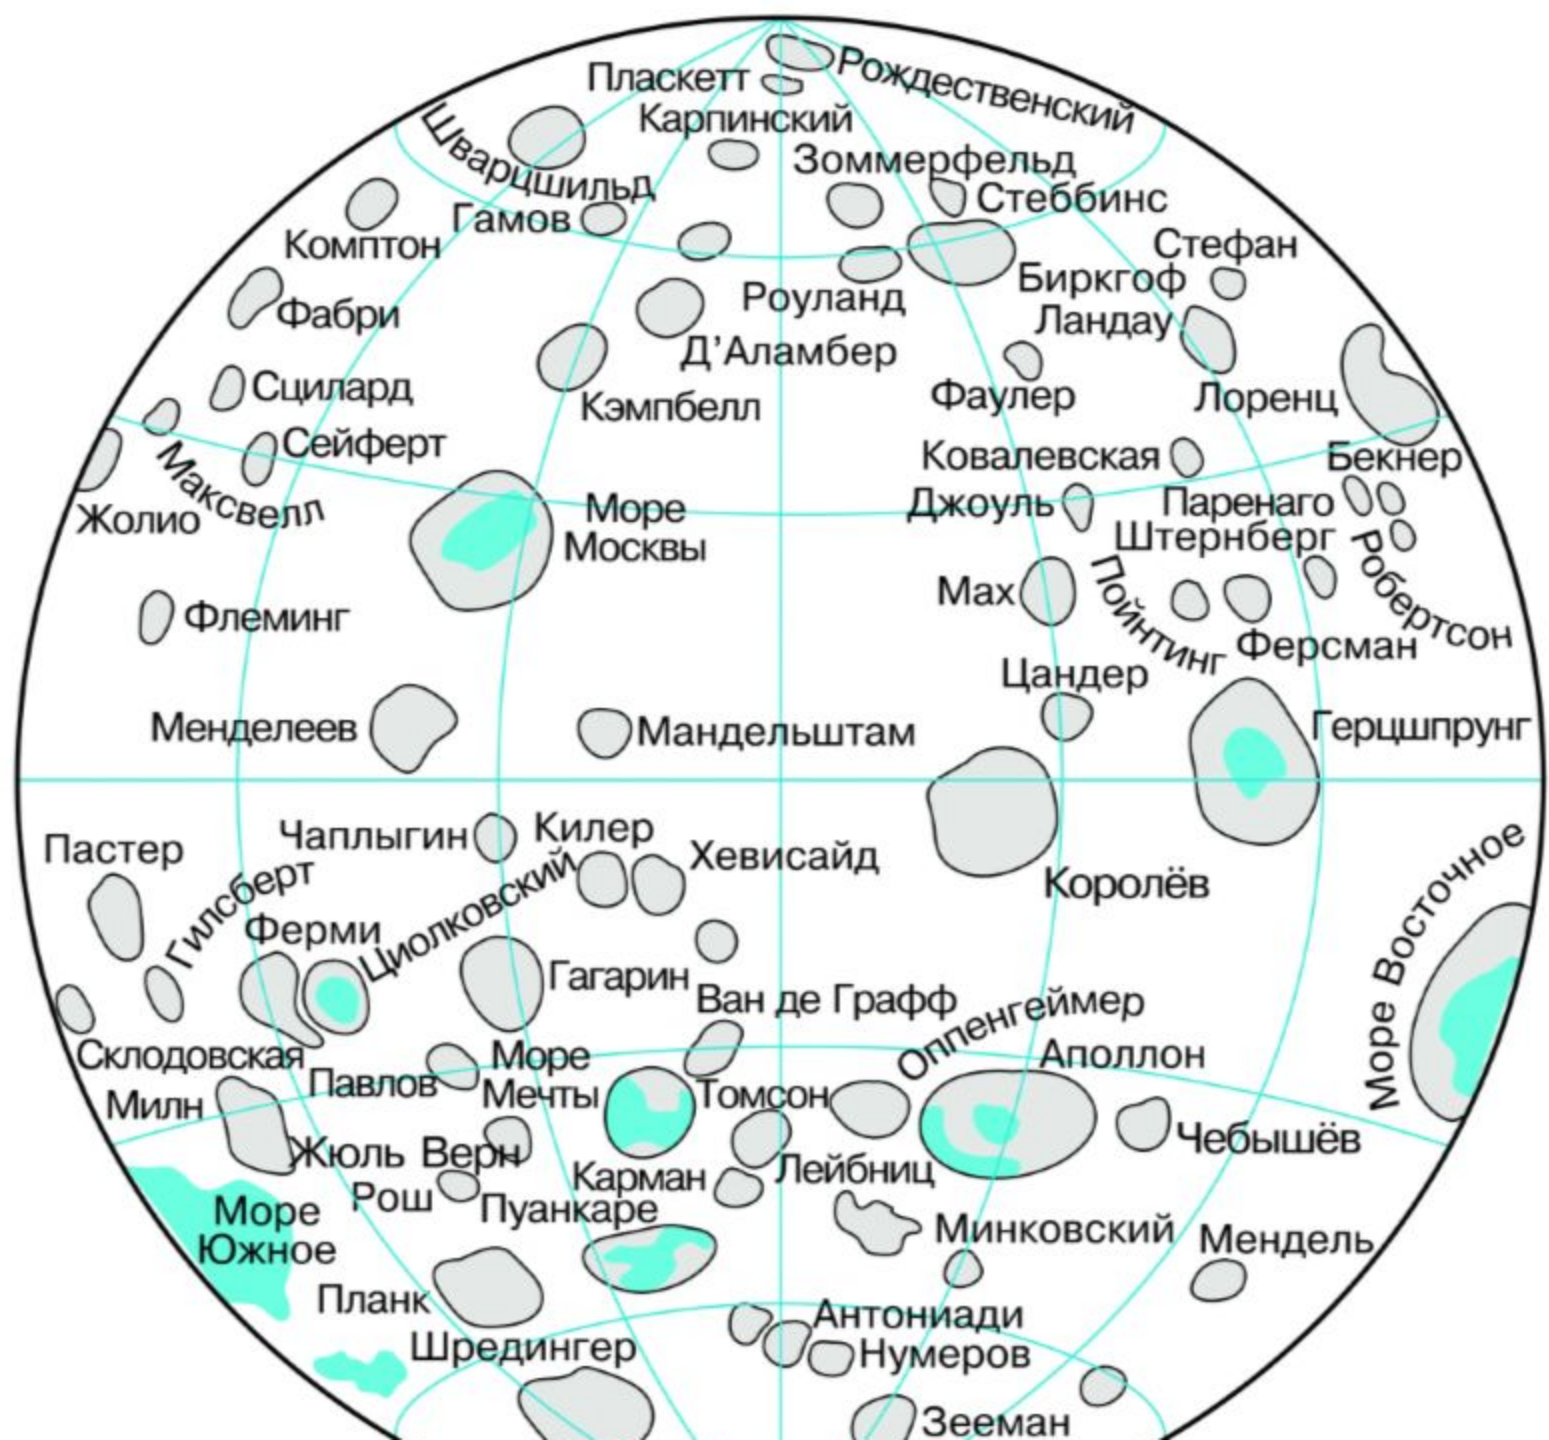 Рождественский
Пласкетт
Карпинский
Шварцшильд
Зоммерфельд
Стеббинс
Гамов
Комптон
Стефан
Биркгоф
Роуланд
Фабри
Ландау
Д'Аламбер
Сцилард
Фаулер
Лоренц
Кэмпбелл
Сейферт
Ковалевская
Бекнер
Максвелл
Жолио
Море
Москвы
Джоуль
Паренаго
Штернберг
Робертсон
Мах
Пойнтинг
Ферсман
Флеминг
Цандер
Менделеев
Мандельштам
Герцшпрунг
Чаплыгин
Килер
Хевисайд
Пастер
Гилсберт
Королёв
Ферми
Циолковский
Гагарин
Море Восточное
Ван де Графф
Оппенгеймер
Аполлон
Склодовская
Павлов
Море
Мечты
Томсон
Милн
Чебышёв
Жюль Верн
Карман
Лейбниц
Рош
Пуанкаре
Минковский
Мендель
Море
Южное
Планк
Антониади
Шредингер
Нумеров
Зееман